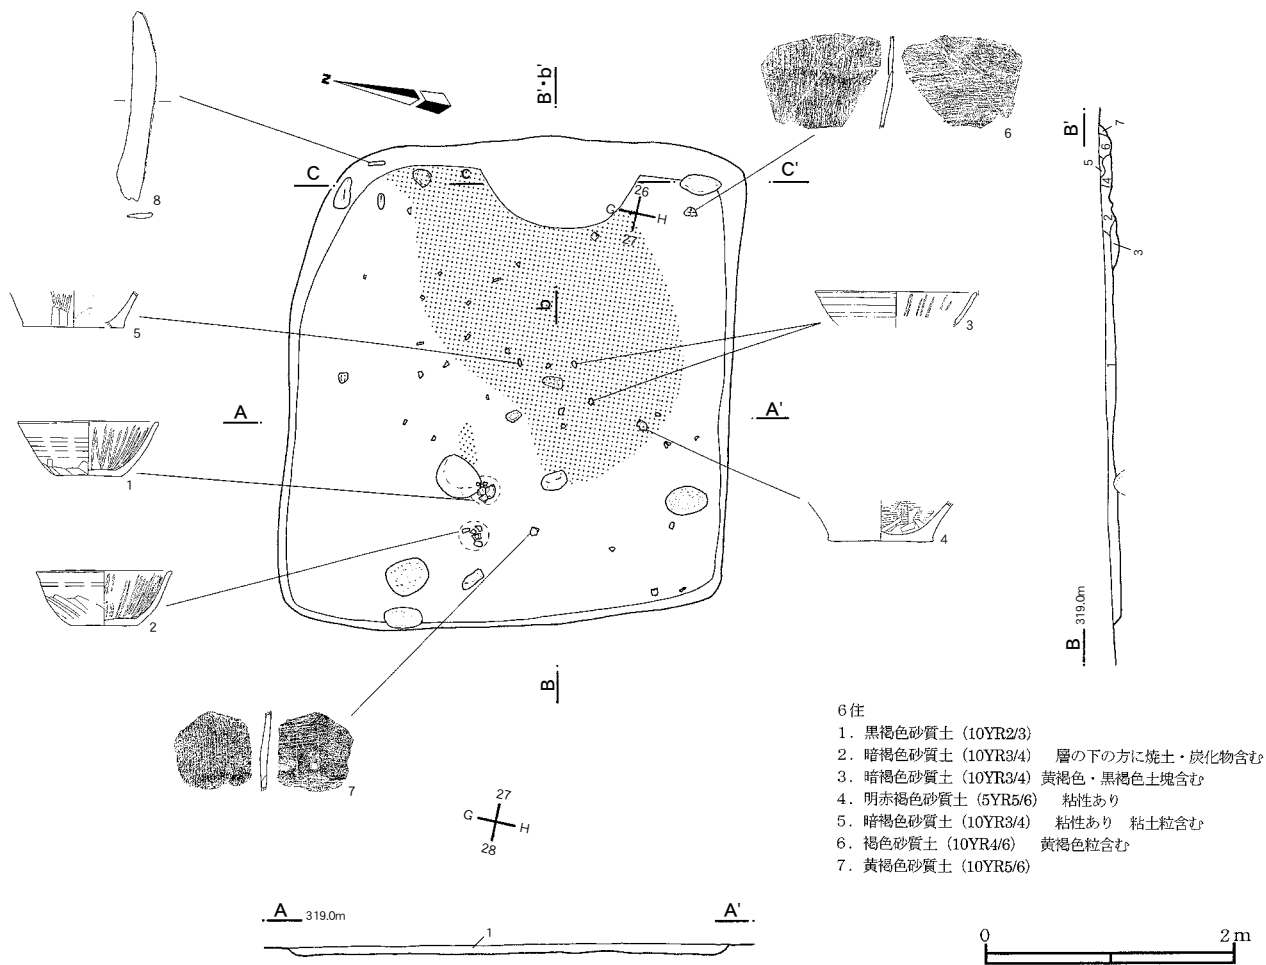 N
B'・b'
6
B'
7
6
5
4
2
3
8
C
c
C'
26
G
H
27
b
5
3
1
A
A'
1
4
2
B
319.0m
B
7
27
G
H
28
6住
1．黒褐色砂質土（10YR2/3）
2．暗褐色砂質土（10YR3/4）　層の下の方に焼土・炭化物含む
3．暗褐色砂質土（10YR3/4）黄褐色・黒褐色土塊含む
4．明赤褐色砂質土（5YR5/6）　粘性あり
5．暗褐色砂質土（10YR3/4）　粘性あり　粘土粒含む
6．褐色砂質土（10YR4/6）　黄褐色粒含む
7．黄褐色砂質土（10YR5/6）
A 319.0m
A'
1
0
2m